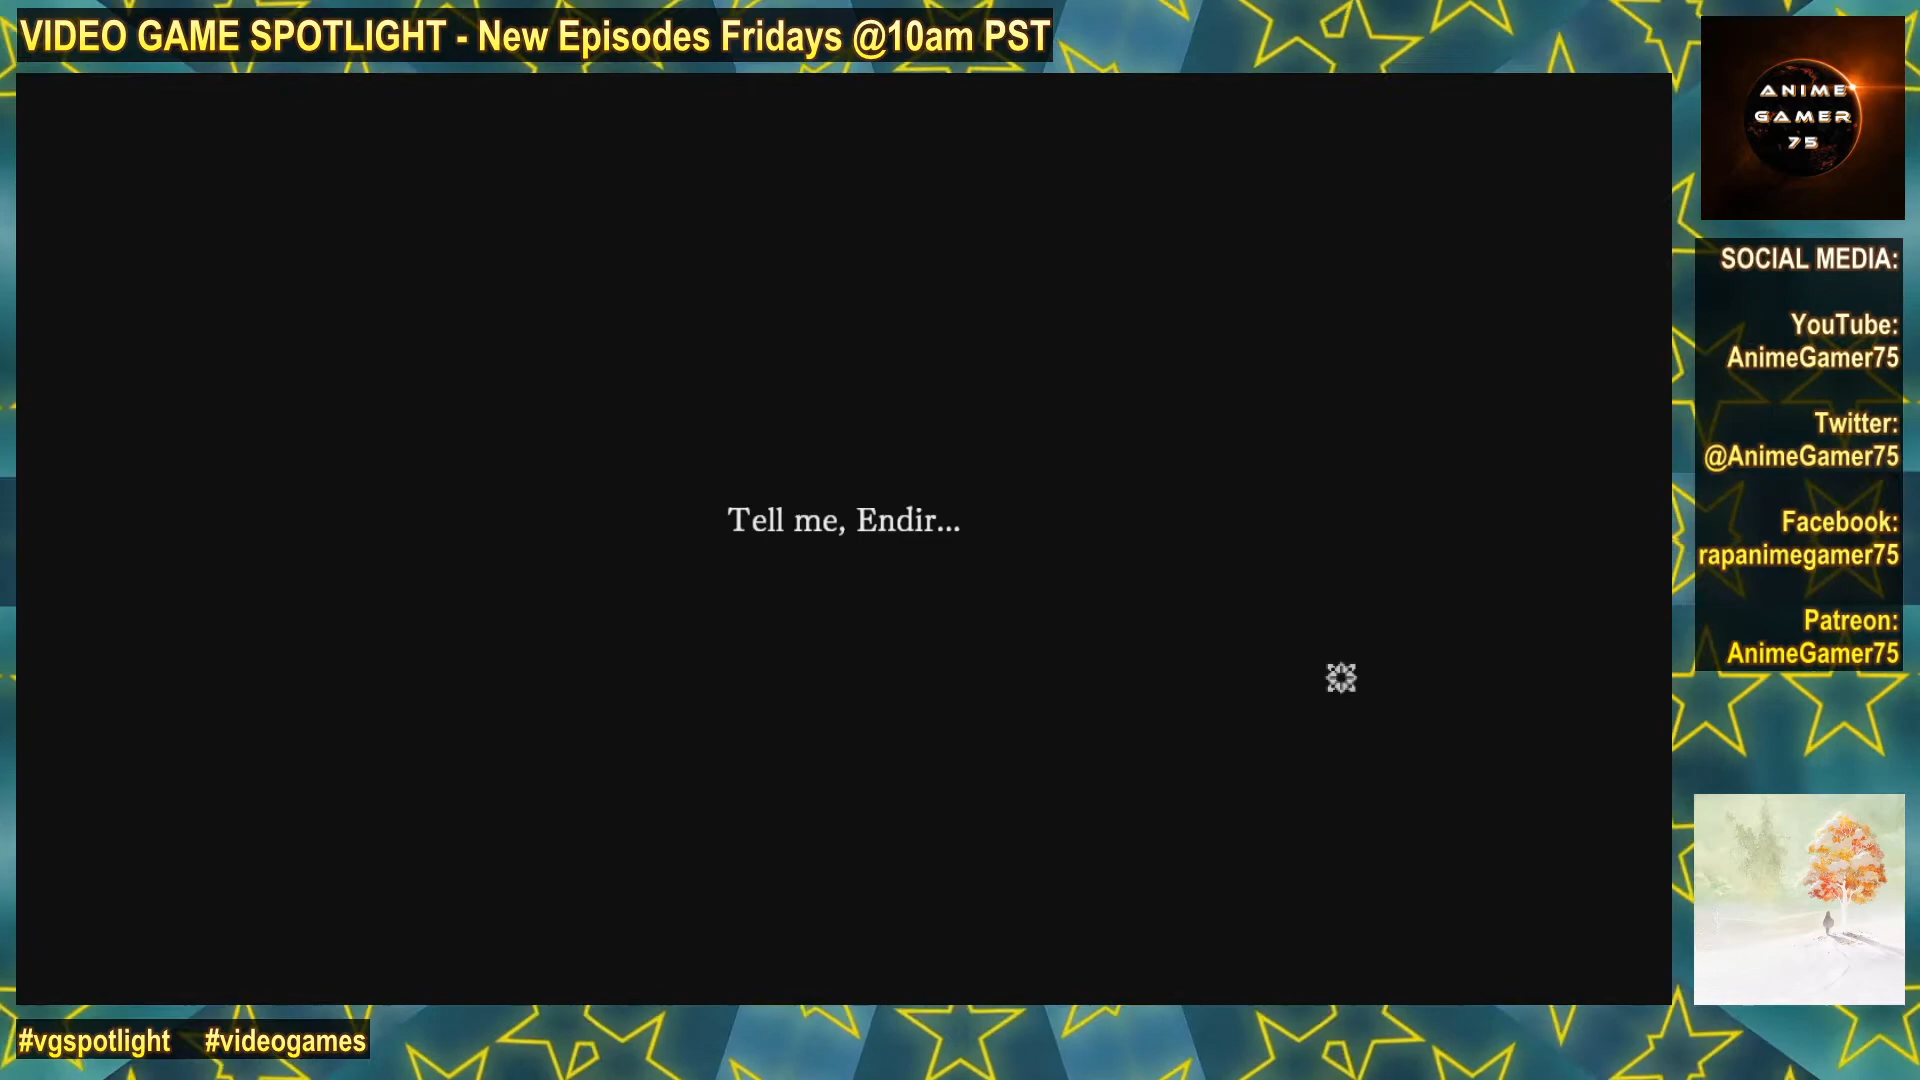 VIDEO GAME SPOTLIGHT - New Episodes Fridays @10am PST
ANIME
GAMER
75
SOCIAL MEDIA:
YouTube:
AnimeGamer75
Twitter:
@AnimeGamer75
Facebook:
rapanimegamer75
Patreon:
AnimeGamer75
Tell me, Endir...
#vgspotlight #videogames